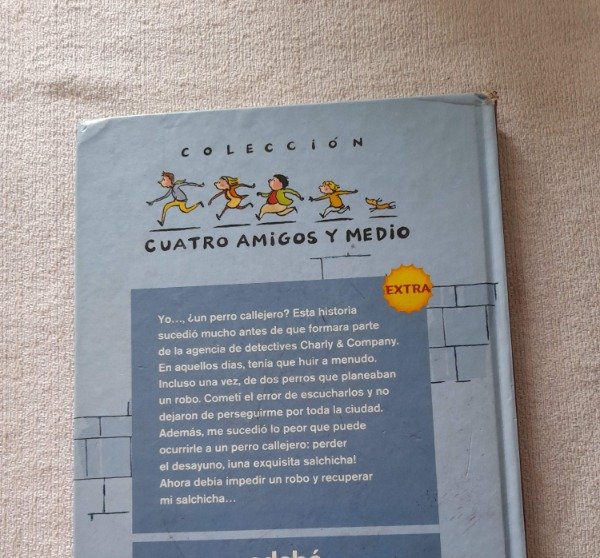 COLECCIÓN
CUATRO AMIGOS Y MEDIO
EXTRA
Yo..., ¿un perro callejero? Esta historia
sucedió mucho antes de que formara parte
de la agencia de detectives Charly & Company.
En aquellos días, tenía que huir a menudo.
Incluso una vez, de dos perros que planeaban
un robo. Cometí el error de escucharlos y no
dejaron de perseguirme por toda la ciudad.
Además, me sucedió lo peor que puede
ocurrirle a un perro callejero: perder
el desayuno, ¡una exquisita salchicha!
Ahora debía impedir un robo y recuperar
mi salchicha...